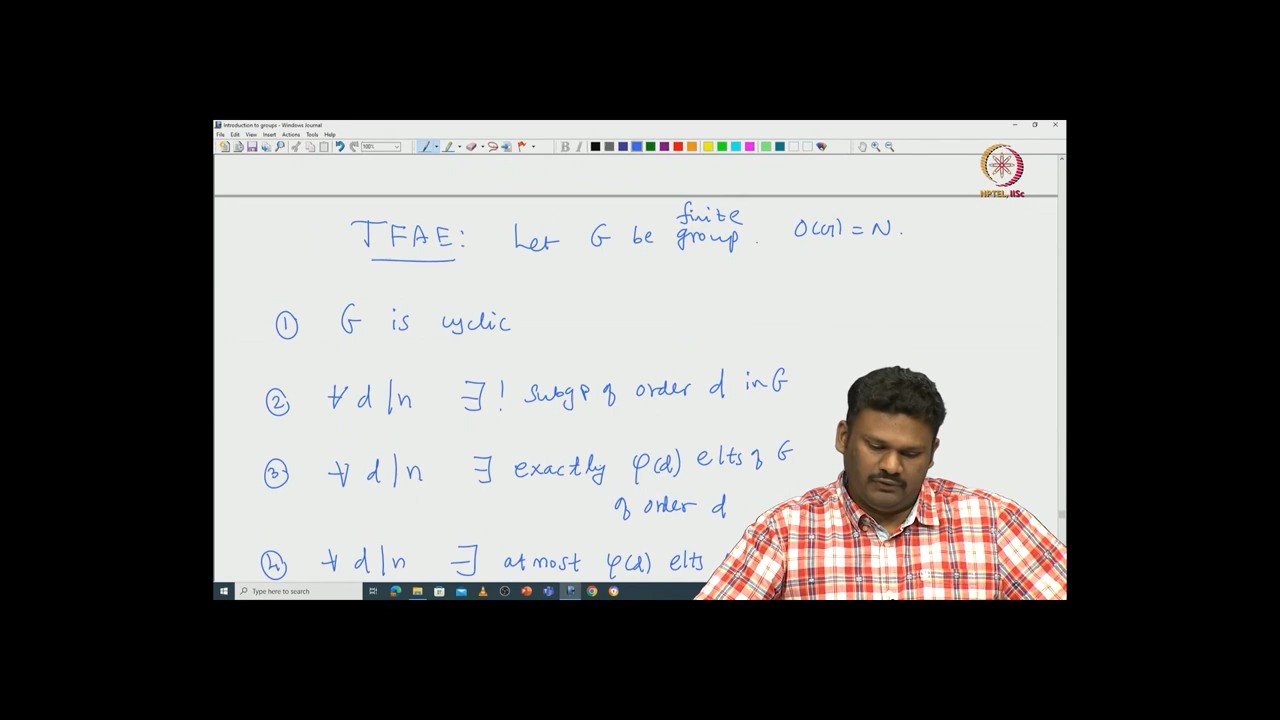 Introduction to groups - Windows Journal
File Edit View Insert Actions Tools Help
100%
B I
NPTEL, IISc
TFAE: Let G be finite group. O(G) = N.
① G is cyclic
② ∀ d | n ∃! subgp of order d in G
③ ∀ d | n ∃ exactly φ(d) elts of G
of order d
④ ∀ d | n ∃ atmost φ(d) elts
Type here to search